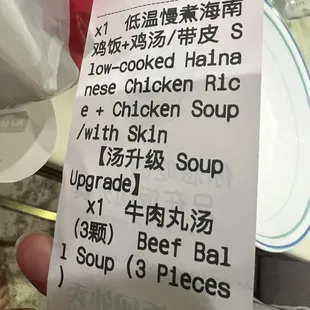 x1 低温慢煮海南
鸡饭+鸡汤/带皮 S
low-cooked Haina
nese Chicken Ric
e + Chicken Soup
/with Skin
【汤升级 Soup
Upgrade】
x1 牛肉丸汤
(3颗) Beef Bal
l Soup (3 Pieces
)